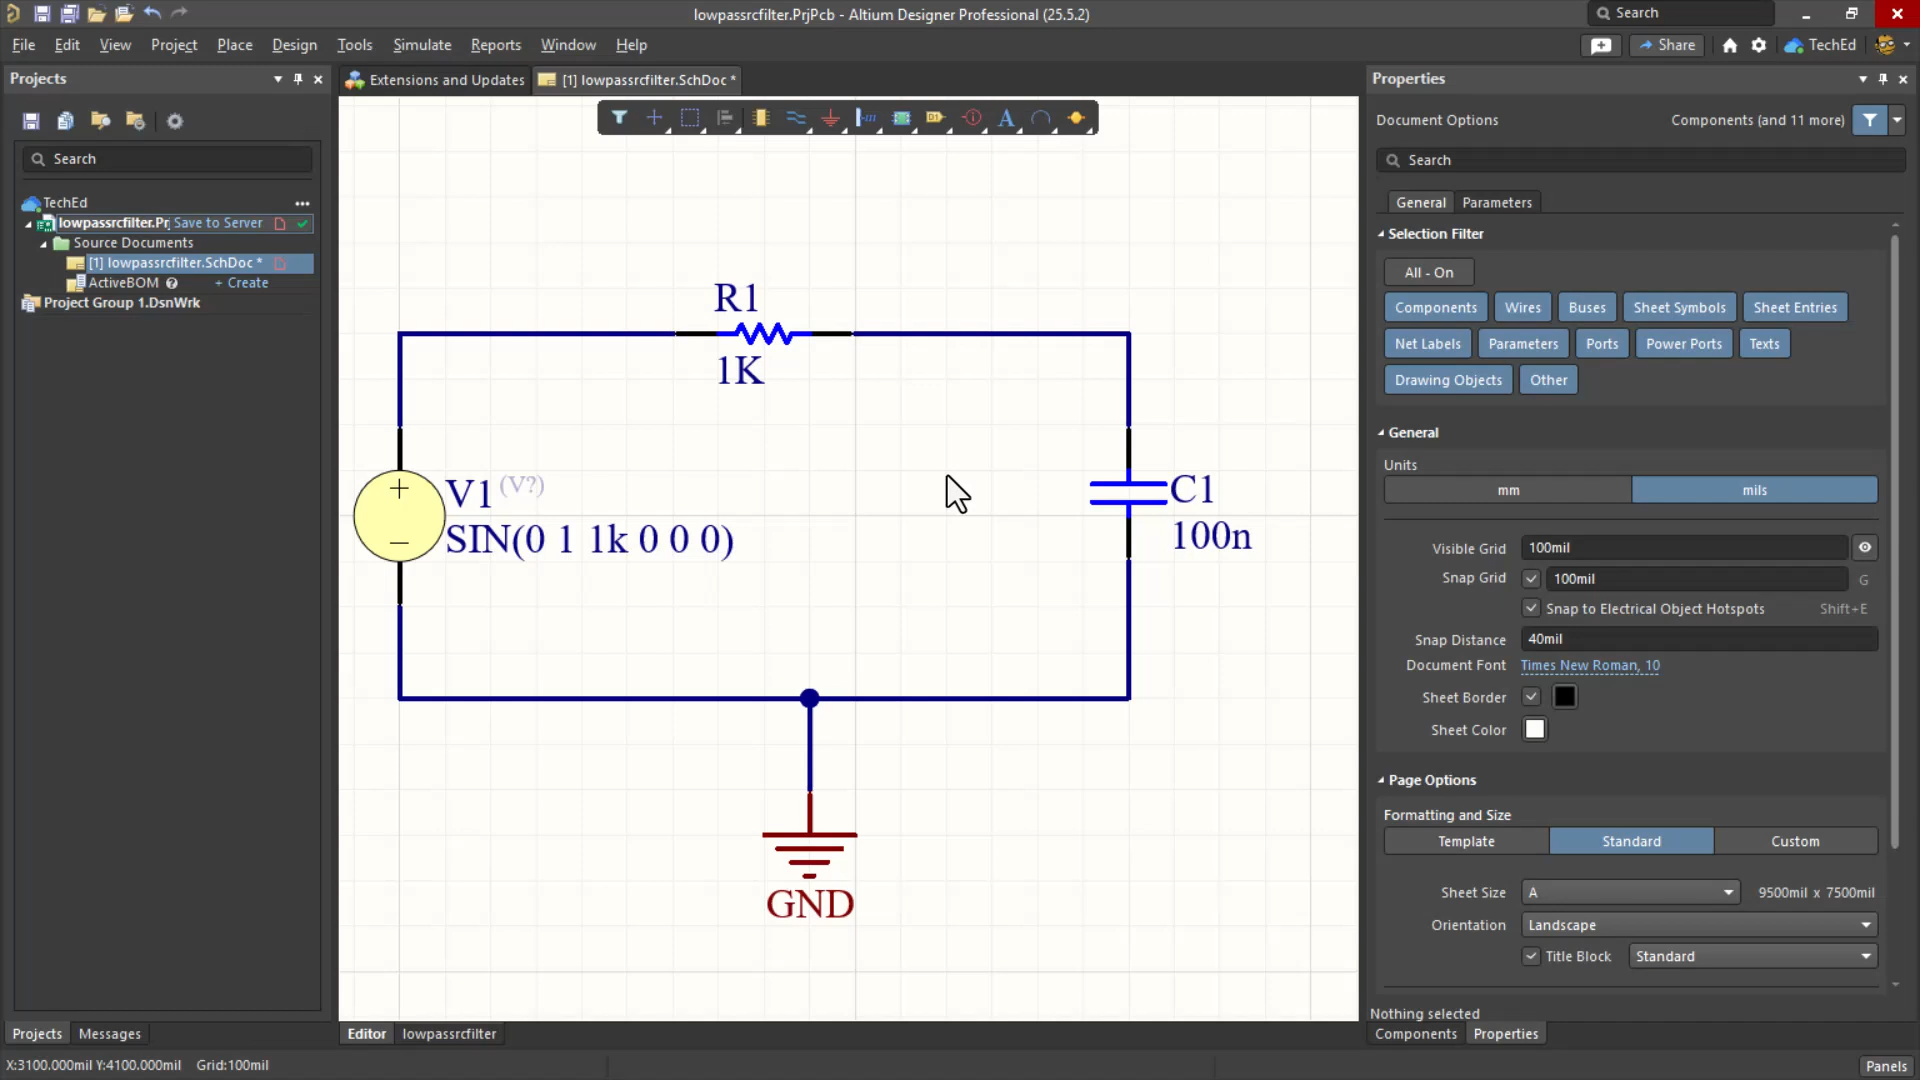 lowpassrcfilter.PrjPcb - Altium Designer Professional (25.5.2)
Search
File Edit View Project Place Design Tools Simulate Reports Window Help
Share
TechEd
Projects
Search
TechEd
lowpassrcfilter.Pr Save to Server
Source Documents
[1] lowpassrcfilter.SchDoc *
ActiveBOM + Create
Project Group 1.DsnWrk
Extensions and Updates
[1] lowpassrcfilter.SchDoc *
R1
1K
V1 (V?)
SIN(0 1 1k 0 0 0)
C1
100n
GND
Properties
Document Options
Components (and 11 more)
Search
General
Parameters
Selection Filter
All - On
Components Wires Buses Sheet Symbols Sheet Entries
Net Labels Parameters Ports Power Ports Texts
Drawing Objects Other
General
Units
mm mils
Visible Grid 100mil
Snap Grid 100mil G
Snap to Electrical Object Hotspots Shift+E
Snap Distance 40mil
Document Font Times New Roman, 10
Sheet Border
Sheet Color
Page Options
Formatting and Size
Template Standard Custom
Sheet Size A 9500mil x 7500mil
Orientation Landscape
Title Block Standard
Nothing selected
Projects Messages
Editor lowpassrcfilter
Components Properties
X:3100.000mil Y:4100.000mil Grid:100mil
Panels